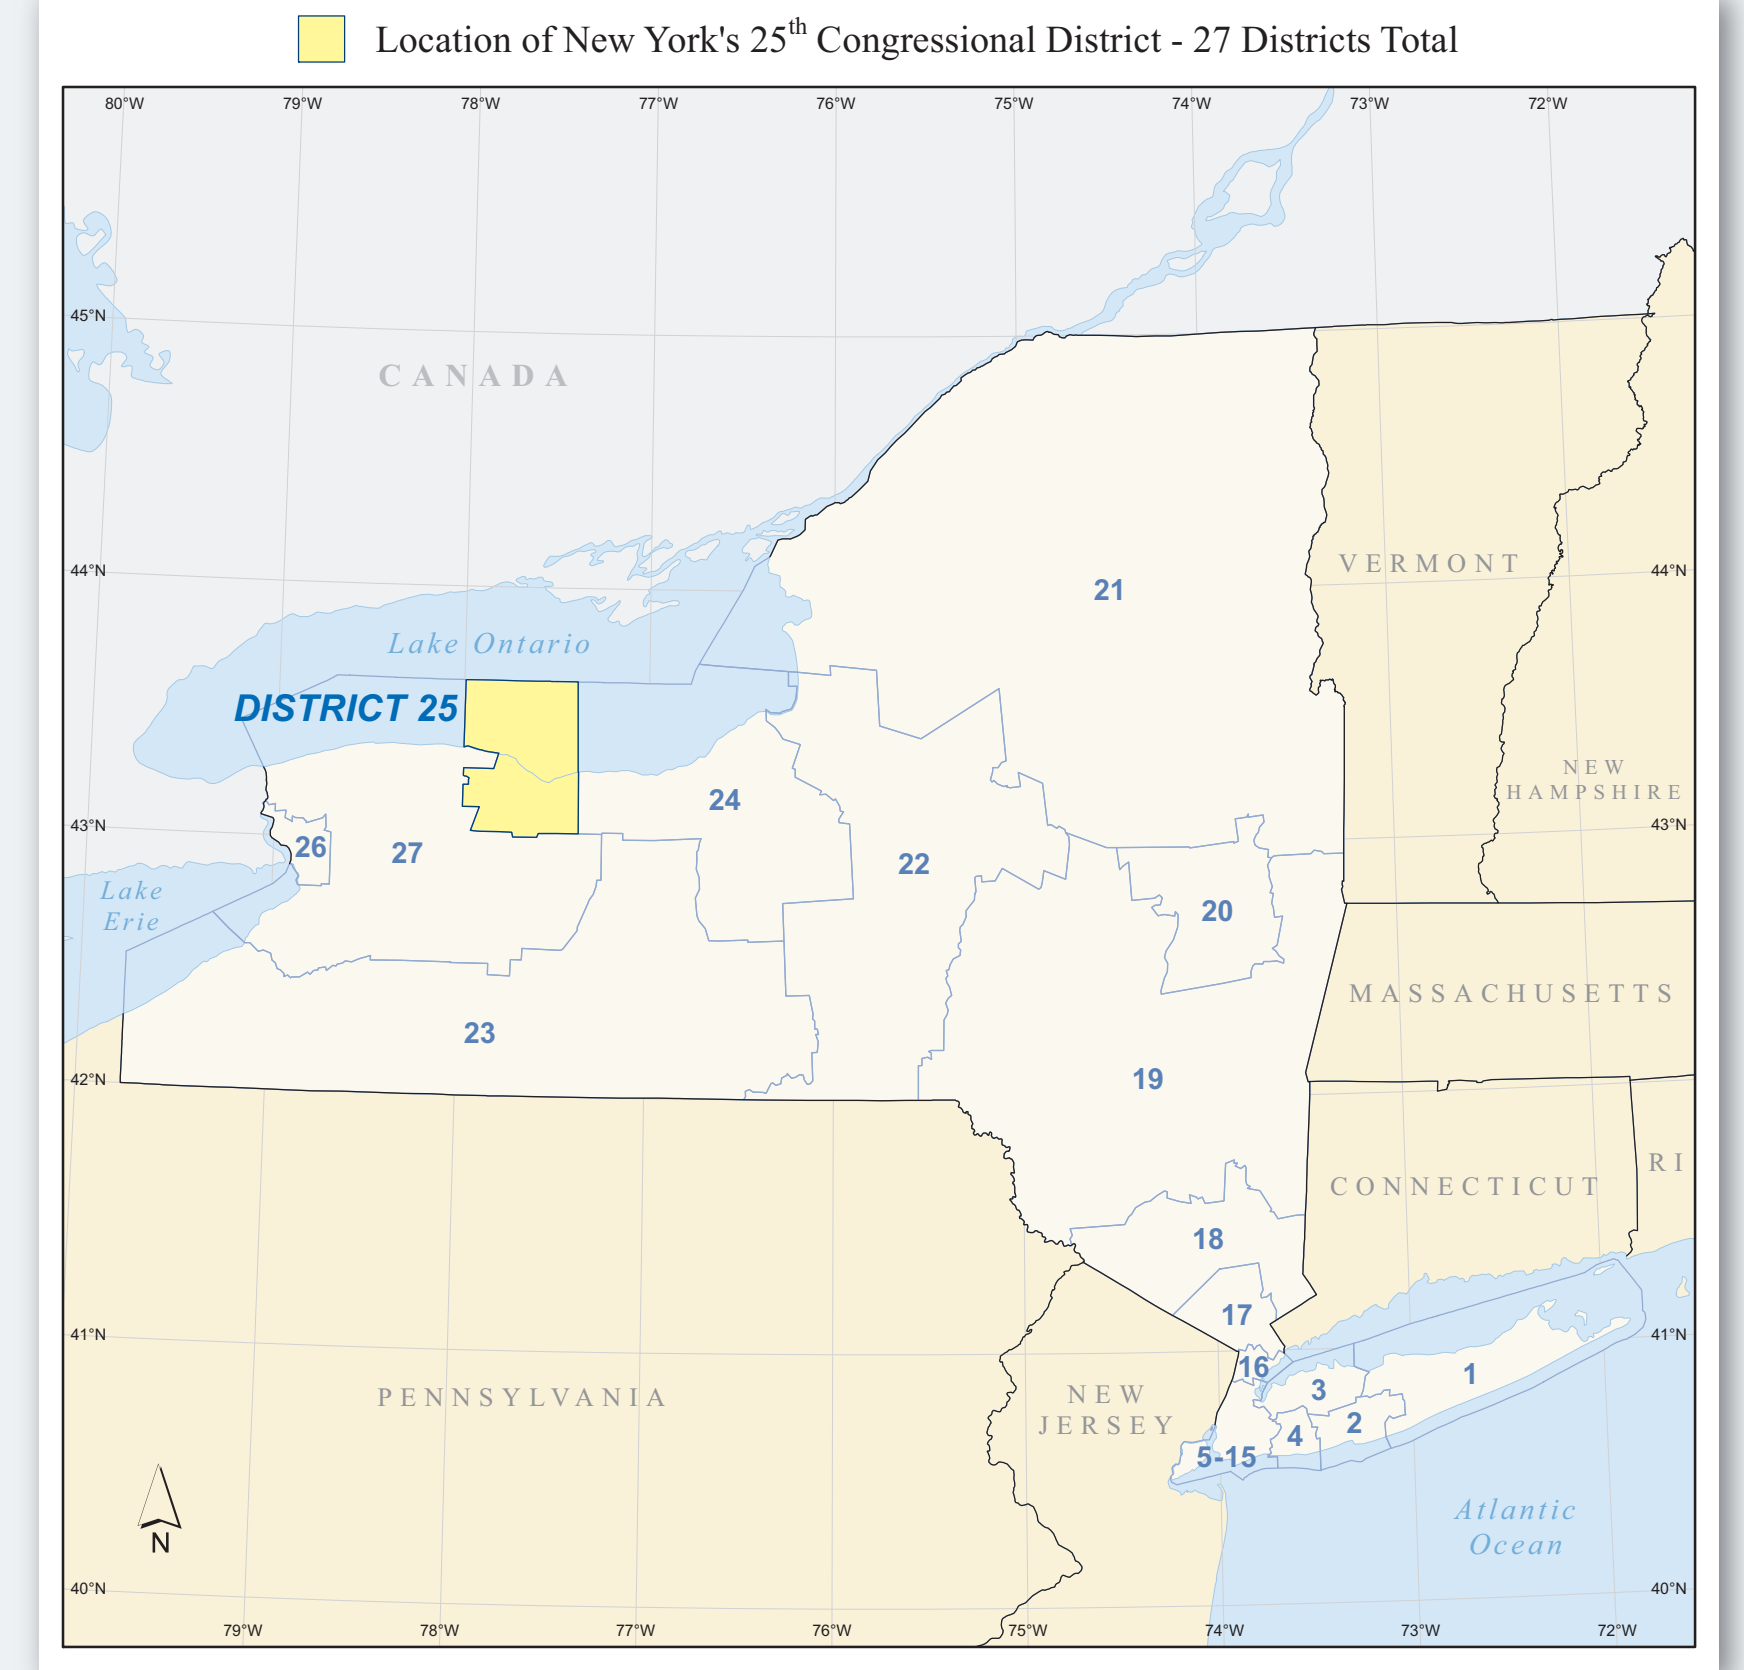 Location of New York's 25th Congressional District - 27 Districts Total
80°W 79°W 78°W 77°W 76°W 75°W 74°W 73°W 72°W
45°N
CANADA
44°N
VERMONT
44°N
21
Lake Ontario
DISTRICT 25
NEW
HAMPSHIRE
24
43°N
43°N
26
27
22
Lake
Erie
20
MASSACHUSETTS
23
42°N
19
RI
CONNECTICUT
18
17
41°N
41°N
16
1
3
PENNSYLVANIA
NEW
JERSEY
2
4
5-15
Atlantic
Ocean
N
40°N
40°N
79°W 78°W 77°W 76°W 75°W 74°W 73°W 72°W